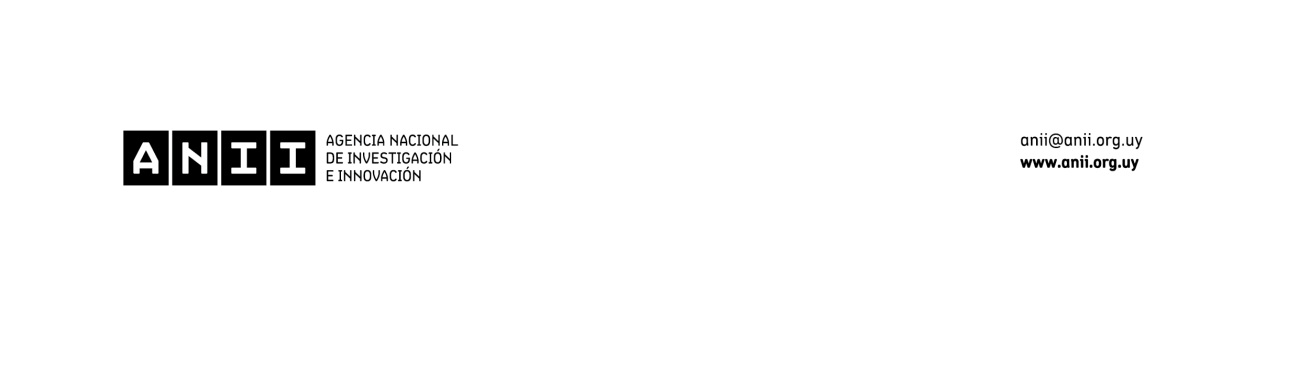 ANII
AGENCIA NACIONAL
DE INVESTIGACIÓN
E INNOVACIÓN
anii@anii.org.uy
www.anii.org.uy